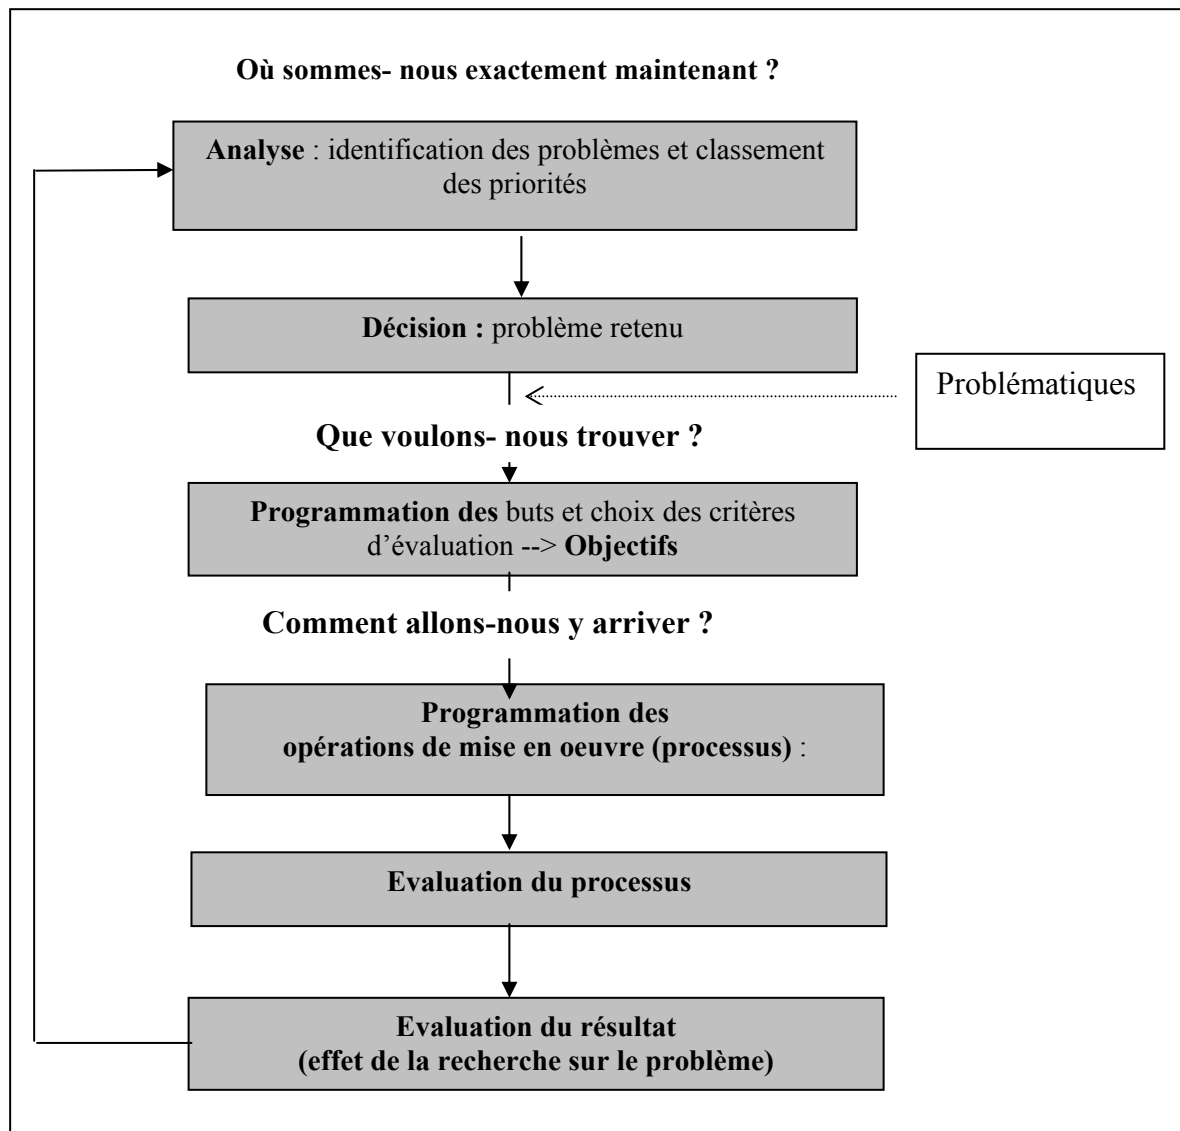 Où sommes- nous exactement maintenant ?
Analyse : identification des problèmes et classement
des priorités
Décision : problème retenu
Problématiques
Que voulons- nous trouver ?
Programmation des buts et choix des critères
d’évaluation --> Objectifs
Comment allons-nous y arriver ?
Programmation des
opérations de mise en oeuvre (processus) :
Evaluation du processus
Evaluation du résultat
(effet de la recherche sur le problème)